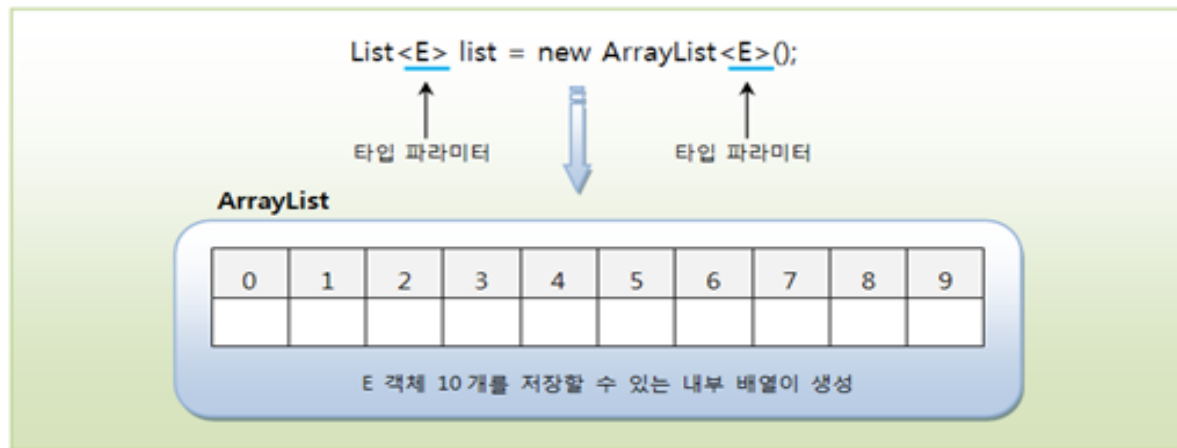 List<E> list = new ArrayList<E>();
타입 파라미터 타입 파라미터
ArrayList
0 1 2 3 4 5 6 7 8 9
E 객체 10개를 저장할 수 있는 내부 배열이 생성